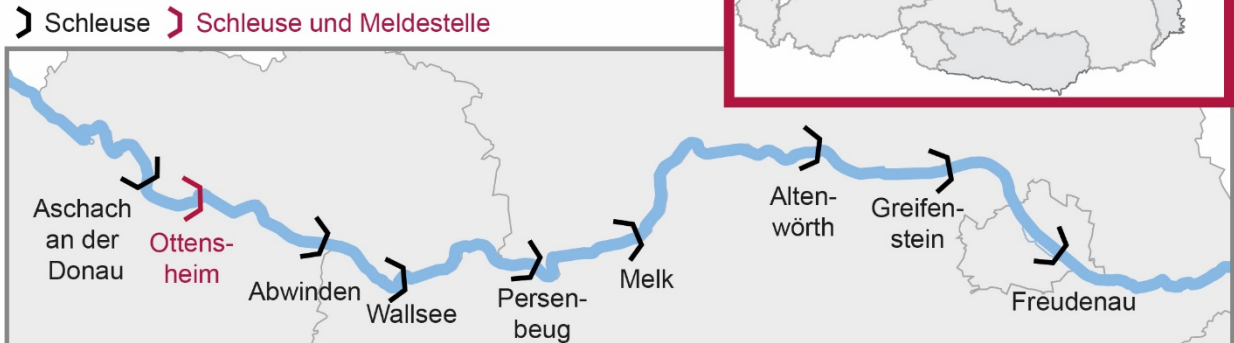 Schleuse
Schleuse und Meldestelle
Aschach
an der
Donau
Ottens-
heim
Abwinden
Wallsee
Persen-
beug
Melk
Alten-
wörth
Greifen-
stein
Freudenau